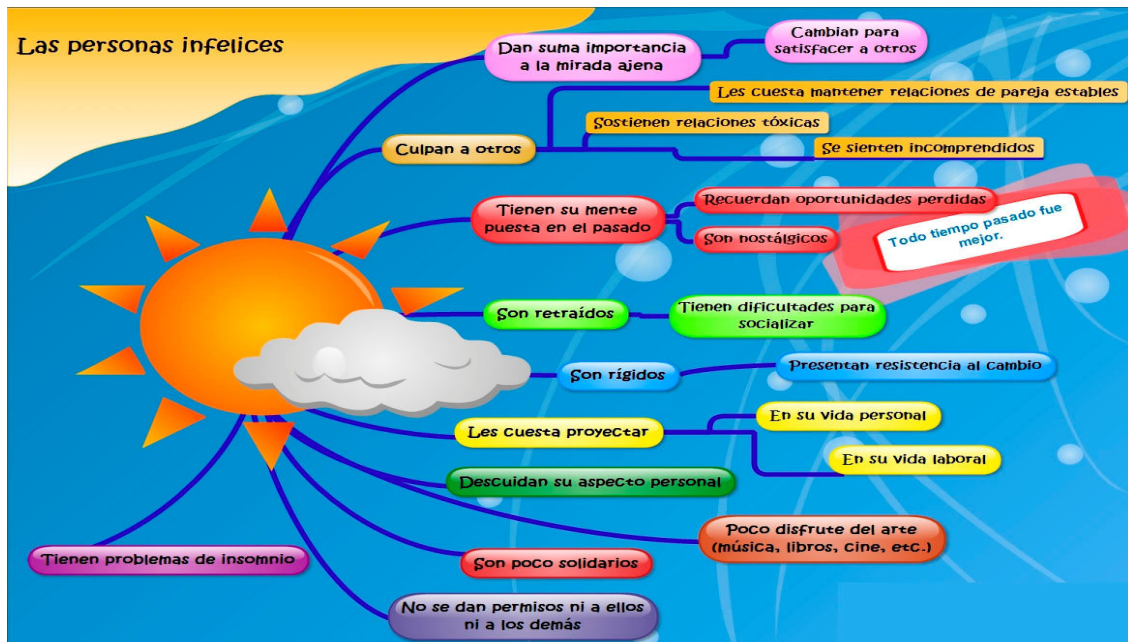 Las personas infelices
Dan suma importancia
a la mirada ajena
Cambian para
satisfacer a otros
Culpan a otros
Les cuesta mantener relaciones de pareja estables
Sostienen relaciones tóxicas
Se sienten incomprendidos
Tienen su mente
puesta en el pasado
Recuerdan oportunidades perdidas
Son nostálgicos
Todo tiempo pasado fue
mejor.
Son retraídos
Tienen dificultades para
socializar
Son rígidos
Presentan resistencia al cambio
Les cuesta proyectar
En su vida personal
En su vida laboral
Descuidan su aspecto personal
Poco disfrute del arte
(música, libros, cine, etc.)
Son poco solidarios
No se dan permisos ni a ellos
ni a los demás
Tienen problemas de insomnio